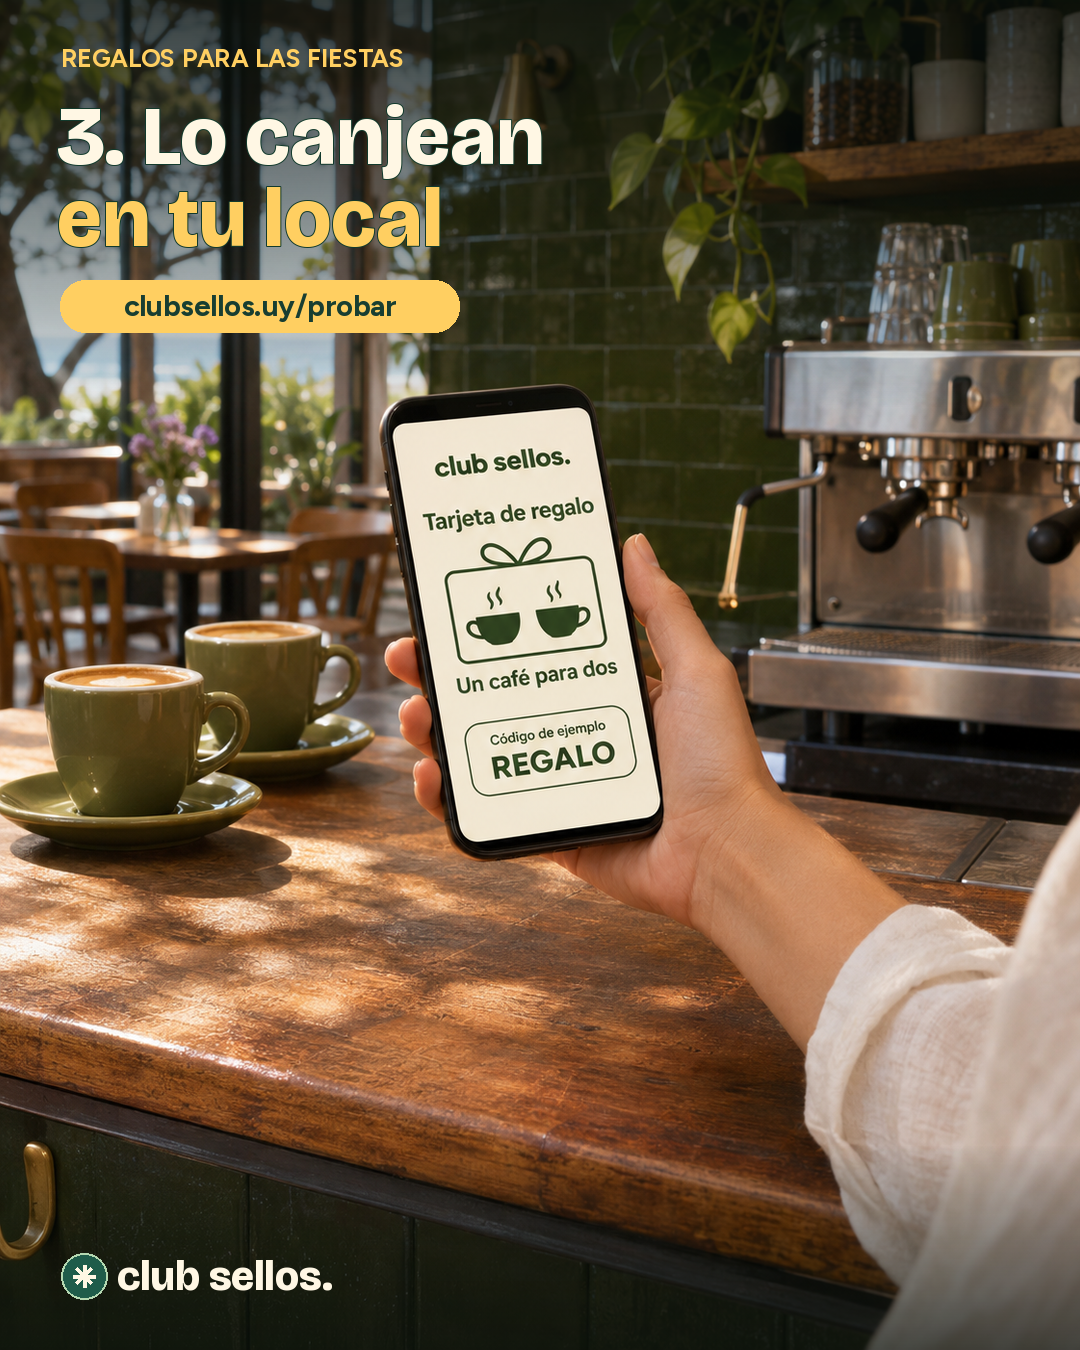 REGALOS PARA LAS FIESTAS
3. Lo canjean
en tu local
clubsellos.uy/probar
club sellos.
Tarjeta de regalo
Un café para dos
Código de ejemplo
REGALO
club sellos.